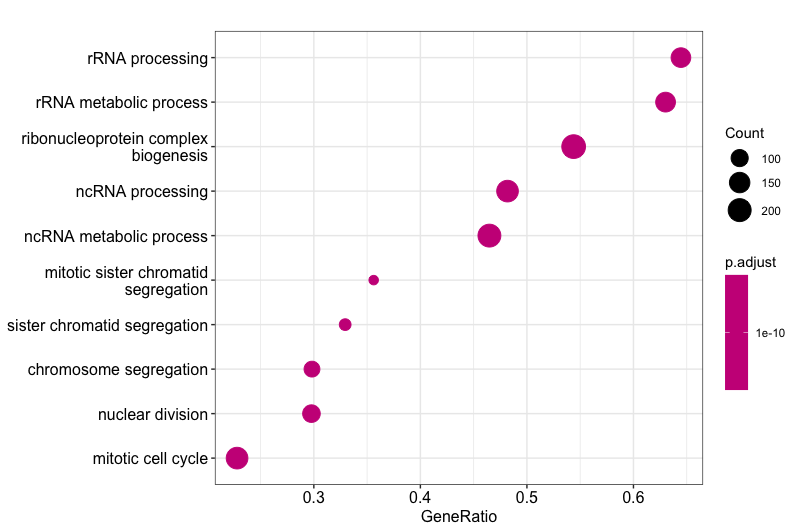 rRNA processing
rRNA metabolic process
ribonucleoprotein complex
biogenesis
ncRNA processing
ncRNA metabolic process
mitotic sister chromatid
segregation
sister chromatid segregation
chromosome segregation
nuclear division
mitotic cell cycle
0.3 0.4 0.5 0.6
GeneRatio
Count
100
150
200
p.adjust
1e-10